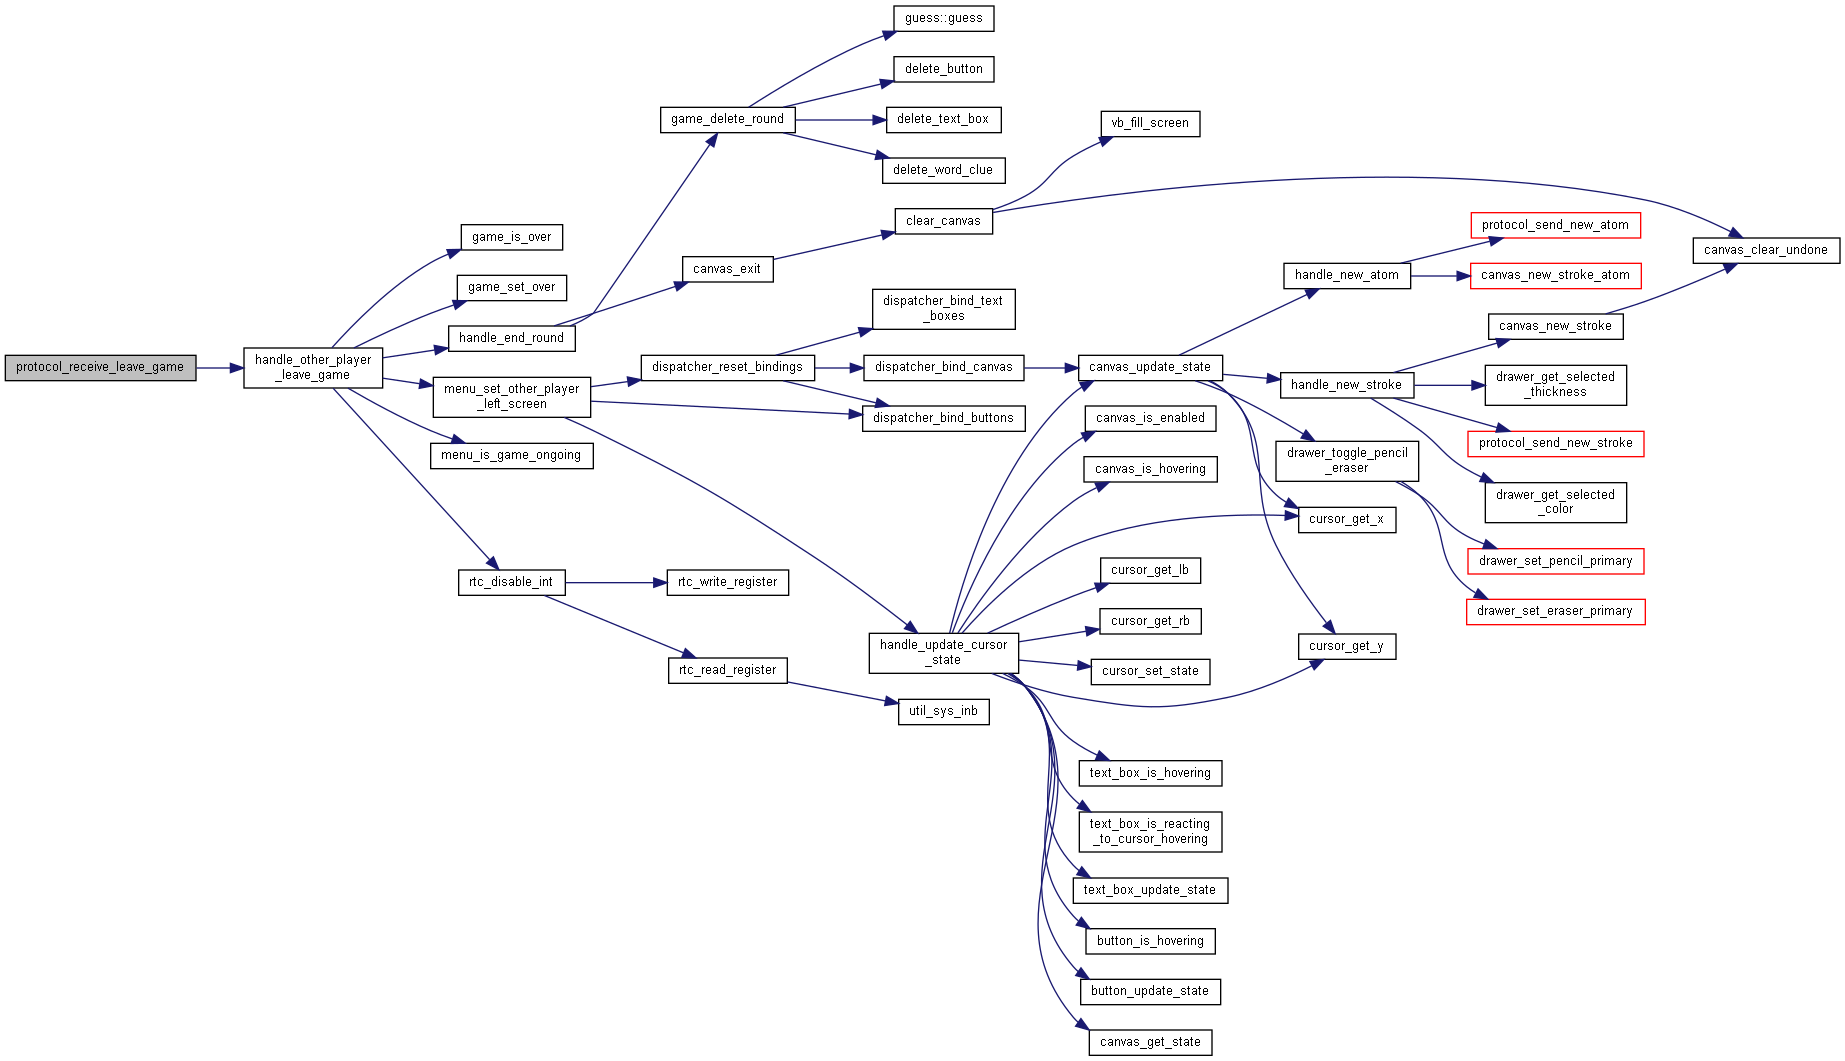 guess::guess
delete_button
game_delete_round
delete_text_box
vb_fill_screen
delete_word_clue
clear_canvas
protocol_send_new_atom
game_is_over
canvas_clear_undone
canvas_exit
handle_new_atom
canvas_new_stroke_atom
game_set_over
dispatcher_bind_text
_boxes
canvas_new_stroke
handle_end_round
protocol_receive_leave_game
handle_other_player
_leave_game
dispatcher_reset_bindings
dispatcher_bind_canvas
canvas_update_state
handle_new_stroke
drawer_get_selected
_thickness
menu_set_other_player
_left_screen
dispatcher_bind_buttons
canvas_is_enabled
protocol_send_new_stroke
menu_is_game_ongoing
drawer_toggle_pencil
_eraser
canvas_is_hovering
drawer_get_selected
_color
cursor_get_x
drawer_set_pencil_primary
cursor_get_lb
rtc_disable_int
rtc_write_register
drawer_set_eraser_primary
cursor_get_rb
handle_update_cursor
_state
cursor_get_y
rtc_read_register
cursor_set_state
util_sys_inb
text_box_is_hovering
text_box_is_reacting
_to_cursor_hovering
text_box_update_state
button_is_hovering
button_update_state
canvas_get_state